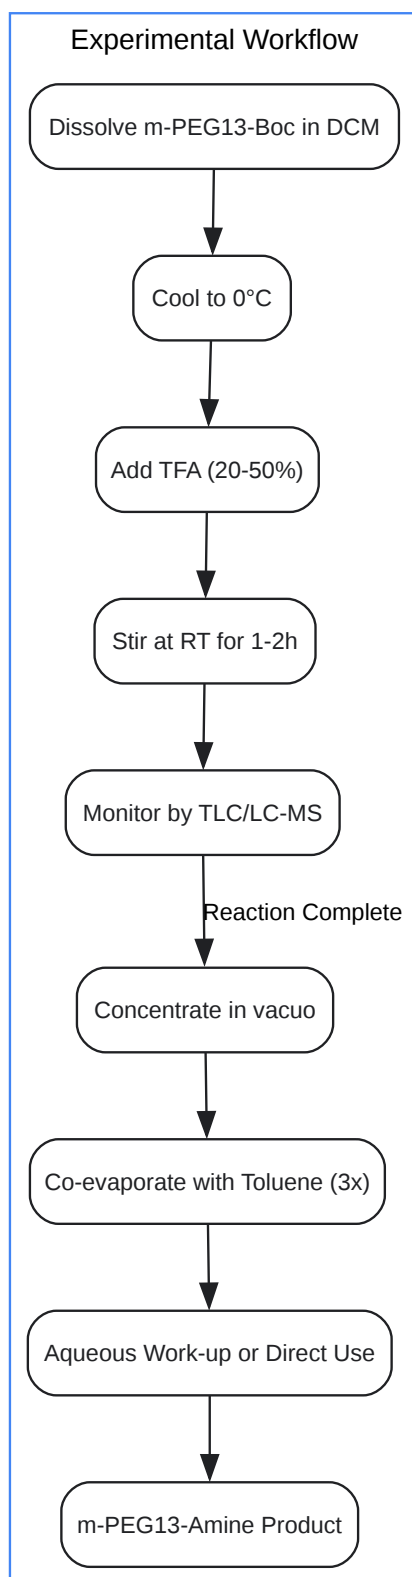 Experimental Workflow
Dissolve m-PEG13-Boc in DCM
Cool to 0°C
Add TFA (20-50%)
Stir at RT for 1-2h
Monitor by TLC/LC-MS
Reaction Complete
Concentrate in vacuo
Co-evaporate with Toluene (3x)
Aqueous Work-up or Direct Use
m-PEG13-Amine Product